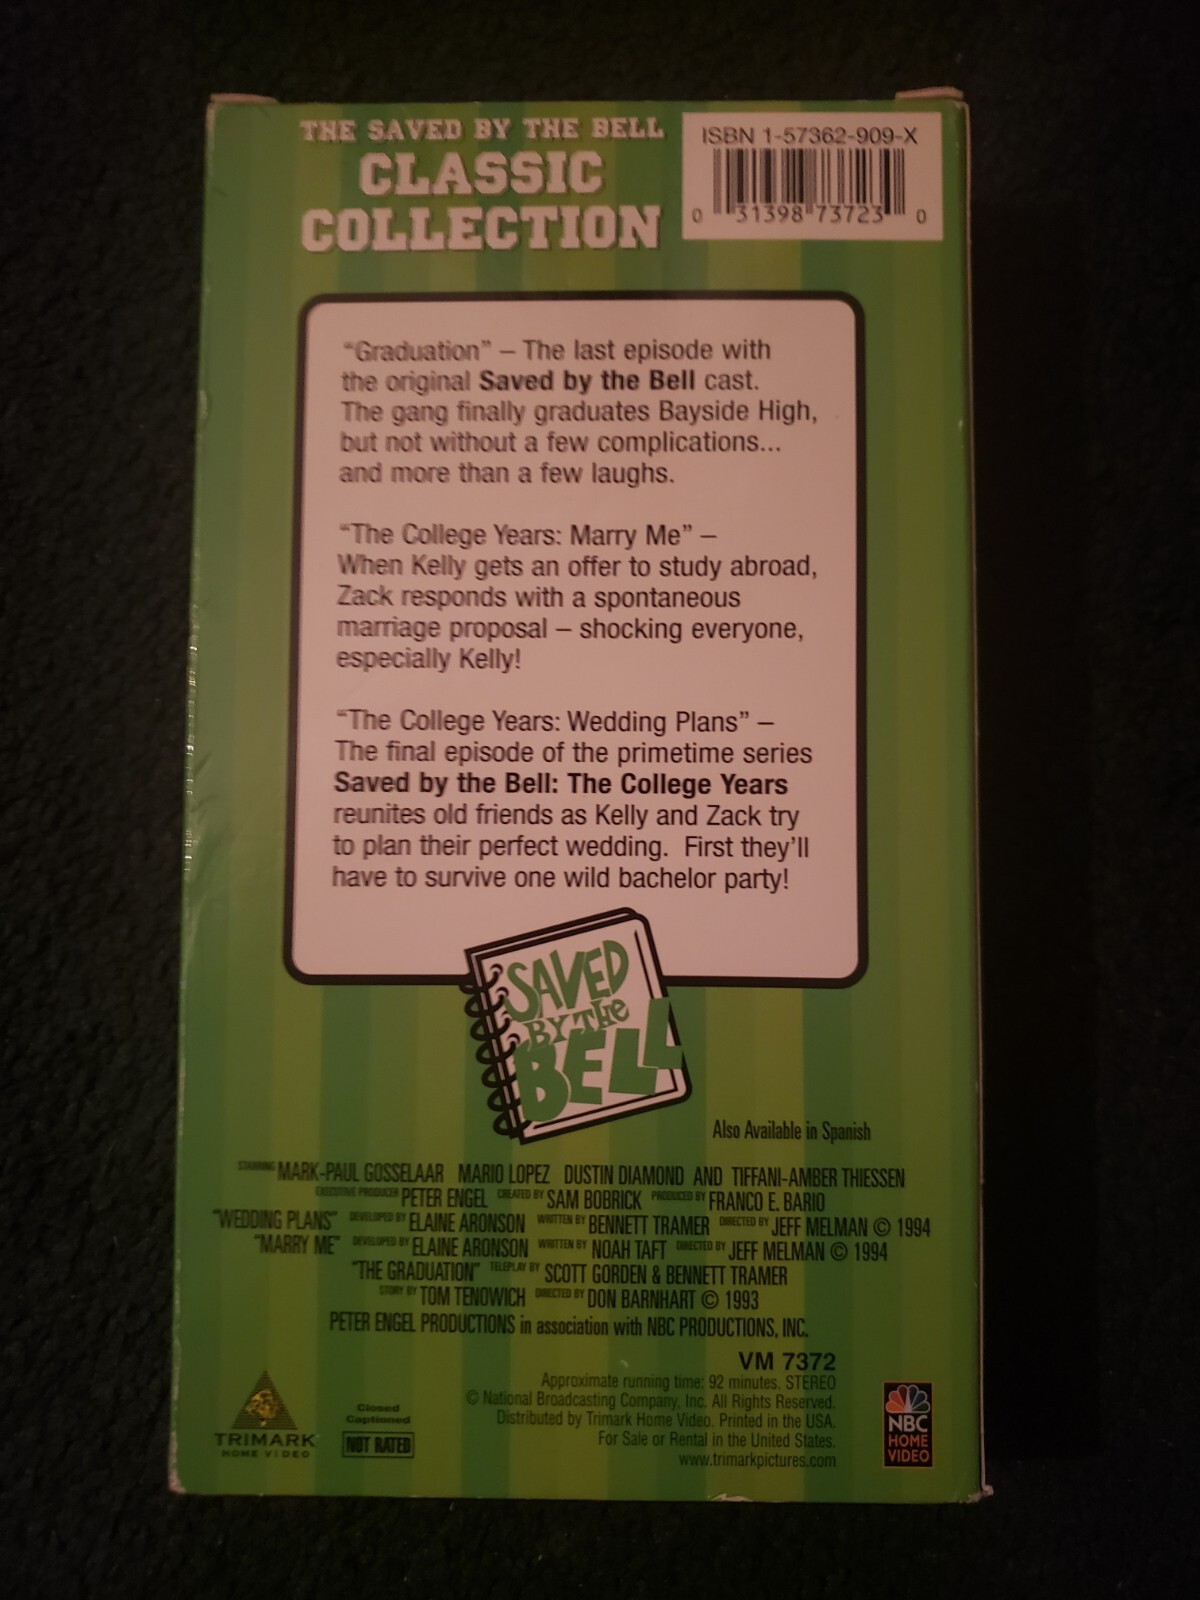 THE SAVED BY THE BELL
CLASSIC
COLLECTION
ISBN 1-57362-909-X
0 31398 73723 0
“Graduation” – The last episode with
the original Saved by the Bell cast.
The gang finally graduates Bayside High,
but not without a few complications...
and more than a few laughs.
“The College Years: Marry Me” –
When Kelly gets an offer to study abroad,
Zack responds with a spontaneous
marriage proposal – shocking everyone,
especially Kelly!
“The College Years: Wedding Plans” –
The final episode of the primetime series
Saved by the Bell: The College Years
reunites old friends as Kelly and Zack try
to plan their perfect wedding. First they’ll
have to survive one wild bachelor party!
SAVED
BY THe
BELL
Also Available in Spanish
STARRING MARK-PAUL GOSSELAAR MARIO LOPEZ DUSTIN DIAMOND AND TIFFANI-AMBER THIESSEN
EXECUTIVE PRODUCER PETER ENGEL CREATED BY SAM BOBRICK PRODUCED BY FRANCO E. BARIO
"WEDDING PLANS" DEVELOPED BY ELAINE ARONSON WRITTEN BY BENNETT TRAMER DIRECTED BY JEFF MELMAN © 1994
"MARRY ME" DEVELOPED BY ELAINE ARONSON WRITTEN BY NOAH TAFT DIRECTED BY JEFF MELMAN © 1994
"THE GRADUATION" TELEPLAY BY SCOTT GORDEN & BENNETT TRAMER
STORY BY TOM TENOWICH DIRECTED BY DON BARNHART © 1993
PETER ENGEL PRODUCTIONS in association with NBC PRODUCTIONS, INC.
VM 7372
Approximate running time: 92 minutes. STEREO
© National Broadcasting Company, Inc. All Rights Reserved.
Distributed by Trimark Home Video. Printed in the USA.
For Sale or Rental in the United States.
www.trimarkpictures.com
TRIMARK
HOME VIDEO
Closed
Captioned
NOT RATED
NBC
HOME
VIDEO